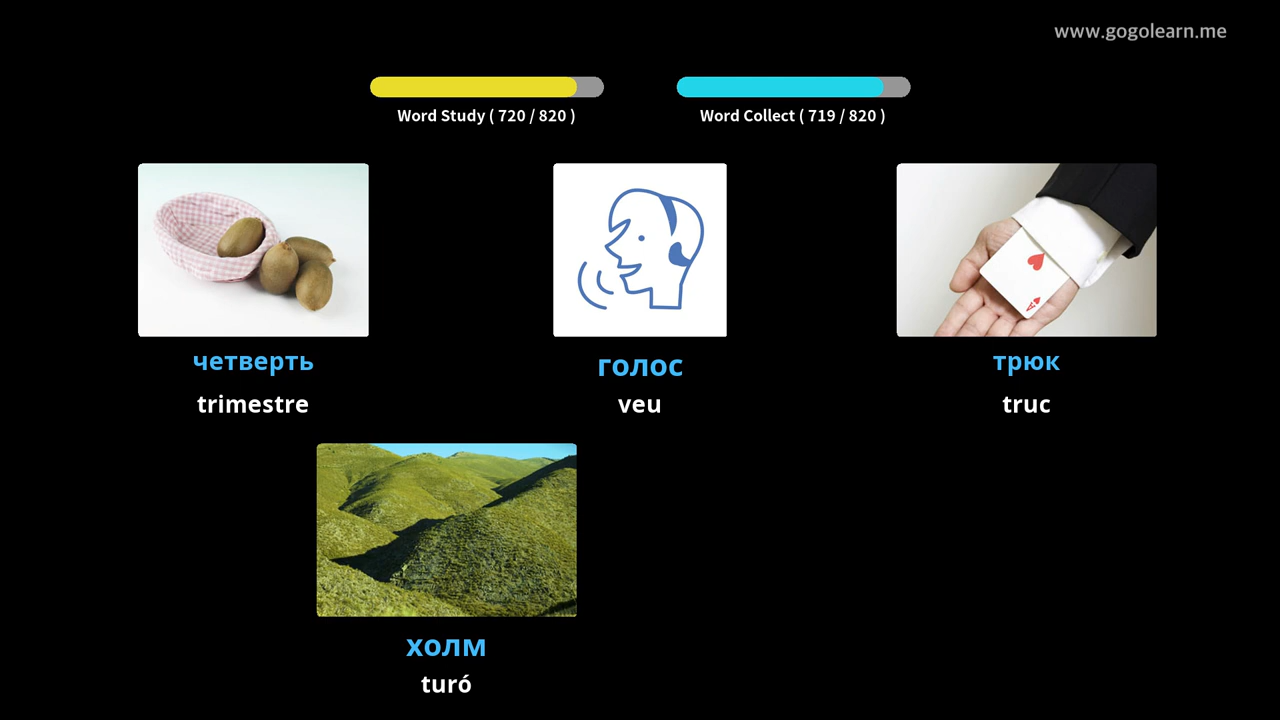 www.gogolearn.me
Word Study ( 720 / 820 )
Word Collect ( 719 / 820 )
четверть
trimestre
голос
veu
трюк
truc
холм
turó